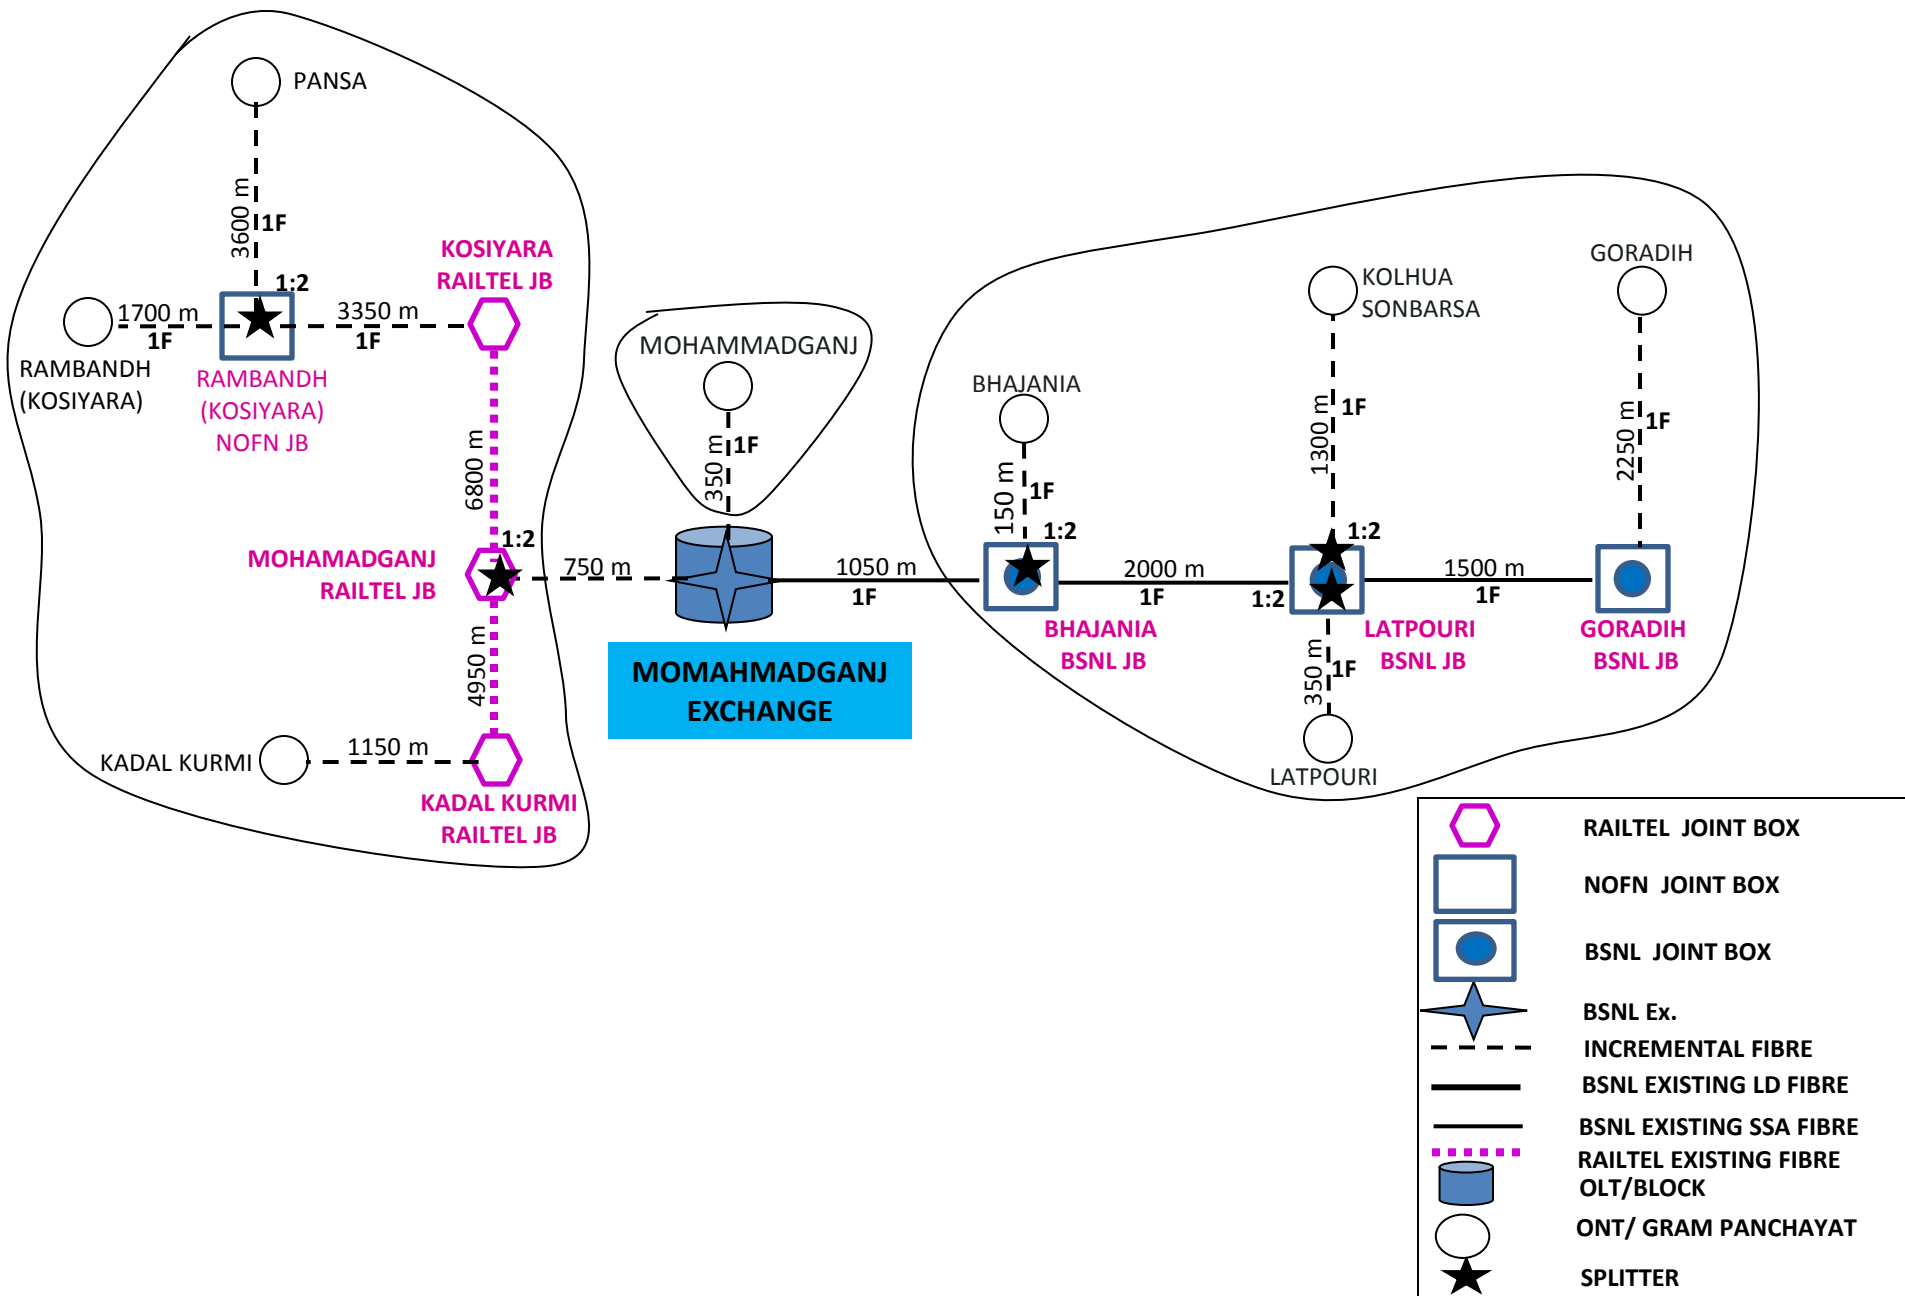 PANSA
3600 m
1F
1:2
1700 m
1F
3350 m
1F
RAMBANDH
(KOSIYARA)
RAMBANDH
(KOSIYARA)
NOFN JB
KOSIYARA
RAILTEL JB
6800 m
MOHAMADGANJ
RAILTEL JB
1:2
750 m
4950 m
KADAL KURMI
1150 m
KADAL KURMI
RAILTEL JB
MOHAMMADGANJ
350 m
1F
MOMAHMADGANJ
EXCHANGE
1050 m
1F
BHAJANIA
150 m
1F
1:2
BHAJANIA
BSNL JB
2000 m
1F
KOLHUA
SONBARSA
1300 m
1F
1:2
1:2
LATPOURI
BSNL JB
350 m
1F
LATPOURI
1500 m
1F
GORADIH
2250 m
1F
GORADIH
BSNL JB
RAILTEL JOINT BOX
NOFN JOINT BOX
BSNL JOINT BOX
BSNL Ex.
INCREMENTAL FIBRE
BSNL EXISTING LD FIBRE
BSNL EXISTING SSA FIBRE
RAILTEL EXISTING FIBRE
OLT/BLOCK
ONT/ GRAM PANCHAYAT
SPLITTER